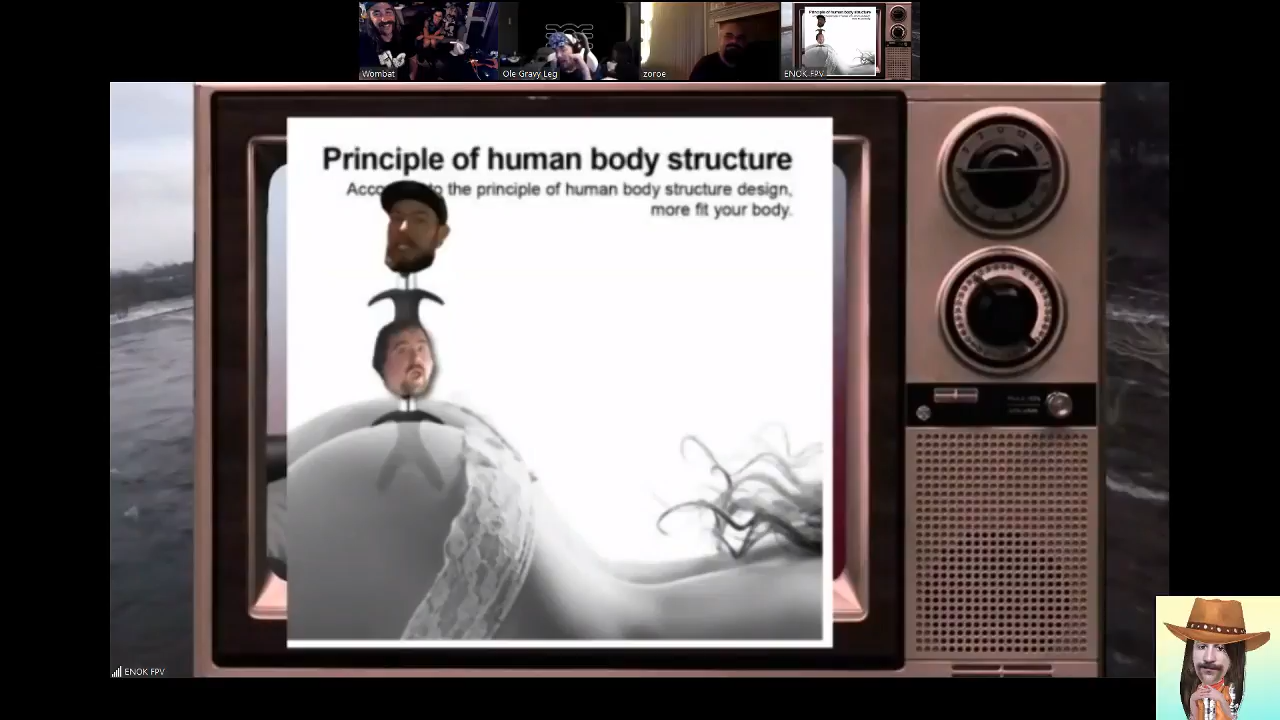 Wombat
Ole Gravy Leg
zoroe
ENOK FPV
Principle of human body structure
to the principle of human body structure design,
more fit your body.
ENOK FPV